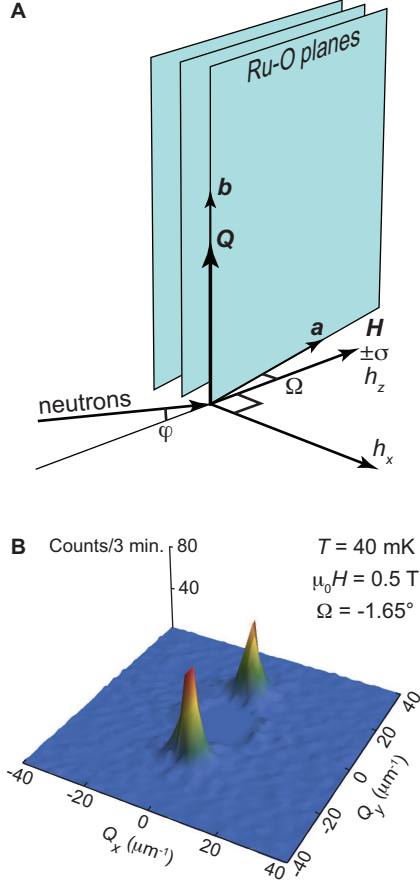 A
Ru-O planes
b
Q
a
H
±σ
h_z
Ω
neutrons
φ
h_x
B
Counts/3 min.
80
40
T = 40 mK
μ₀H = 0.5 T
Ω = -1.65°
-40
-20
0
20
40
Q_x (μm⁻¹)
-40
-20
0
20
40
Q_y (μm⁻¹)